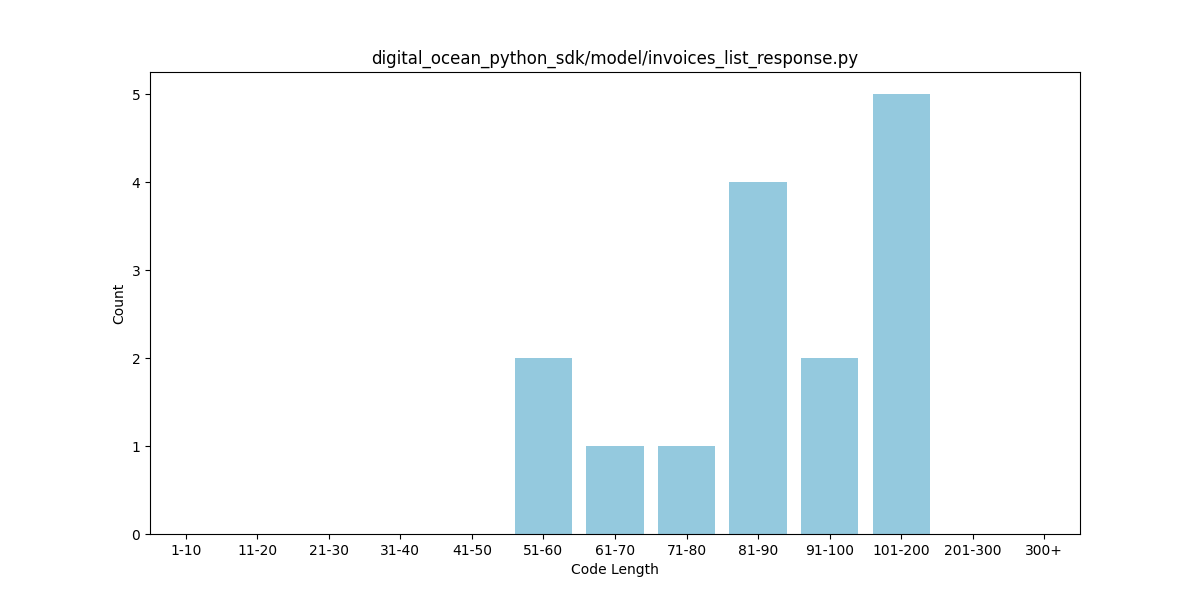 digital_ocean_python_sdk/model/invoices_list_response.py
5
4
3
2
1
0
Count
1-10 11-20 21-30 31-40 41-50 51-60 61-70 71-80 81-90 91-100 101-200 201-300 300+
Code Length